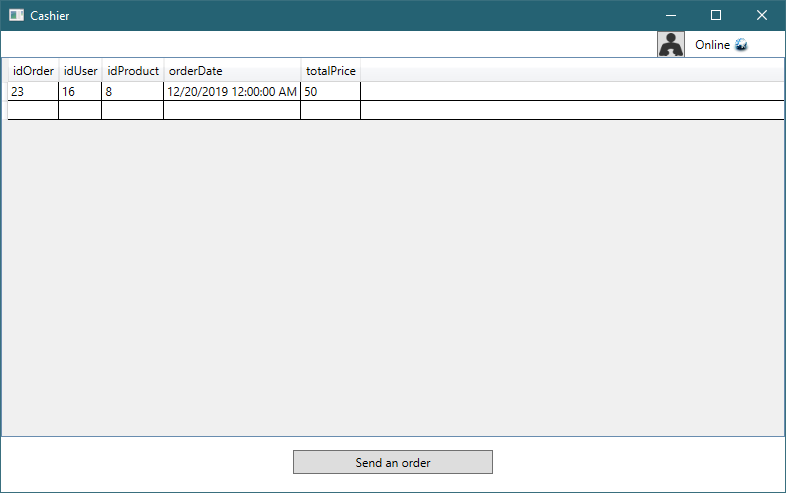 Cashier
Online
idOrder idUser idProduct orderDate totalPrice
23 16 8 12/20/2019 12:00:00 AM 50
Send an order